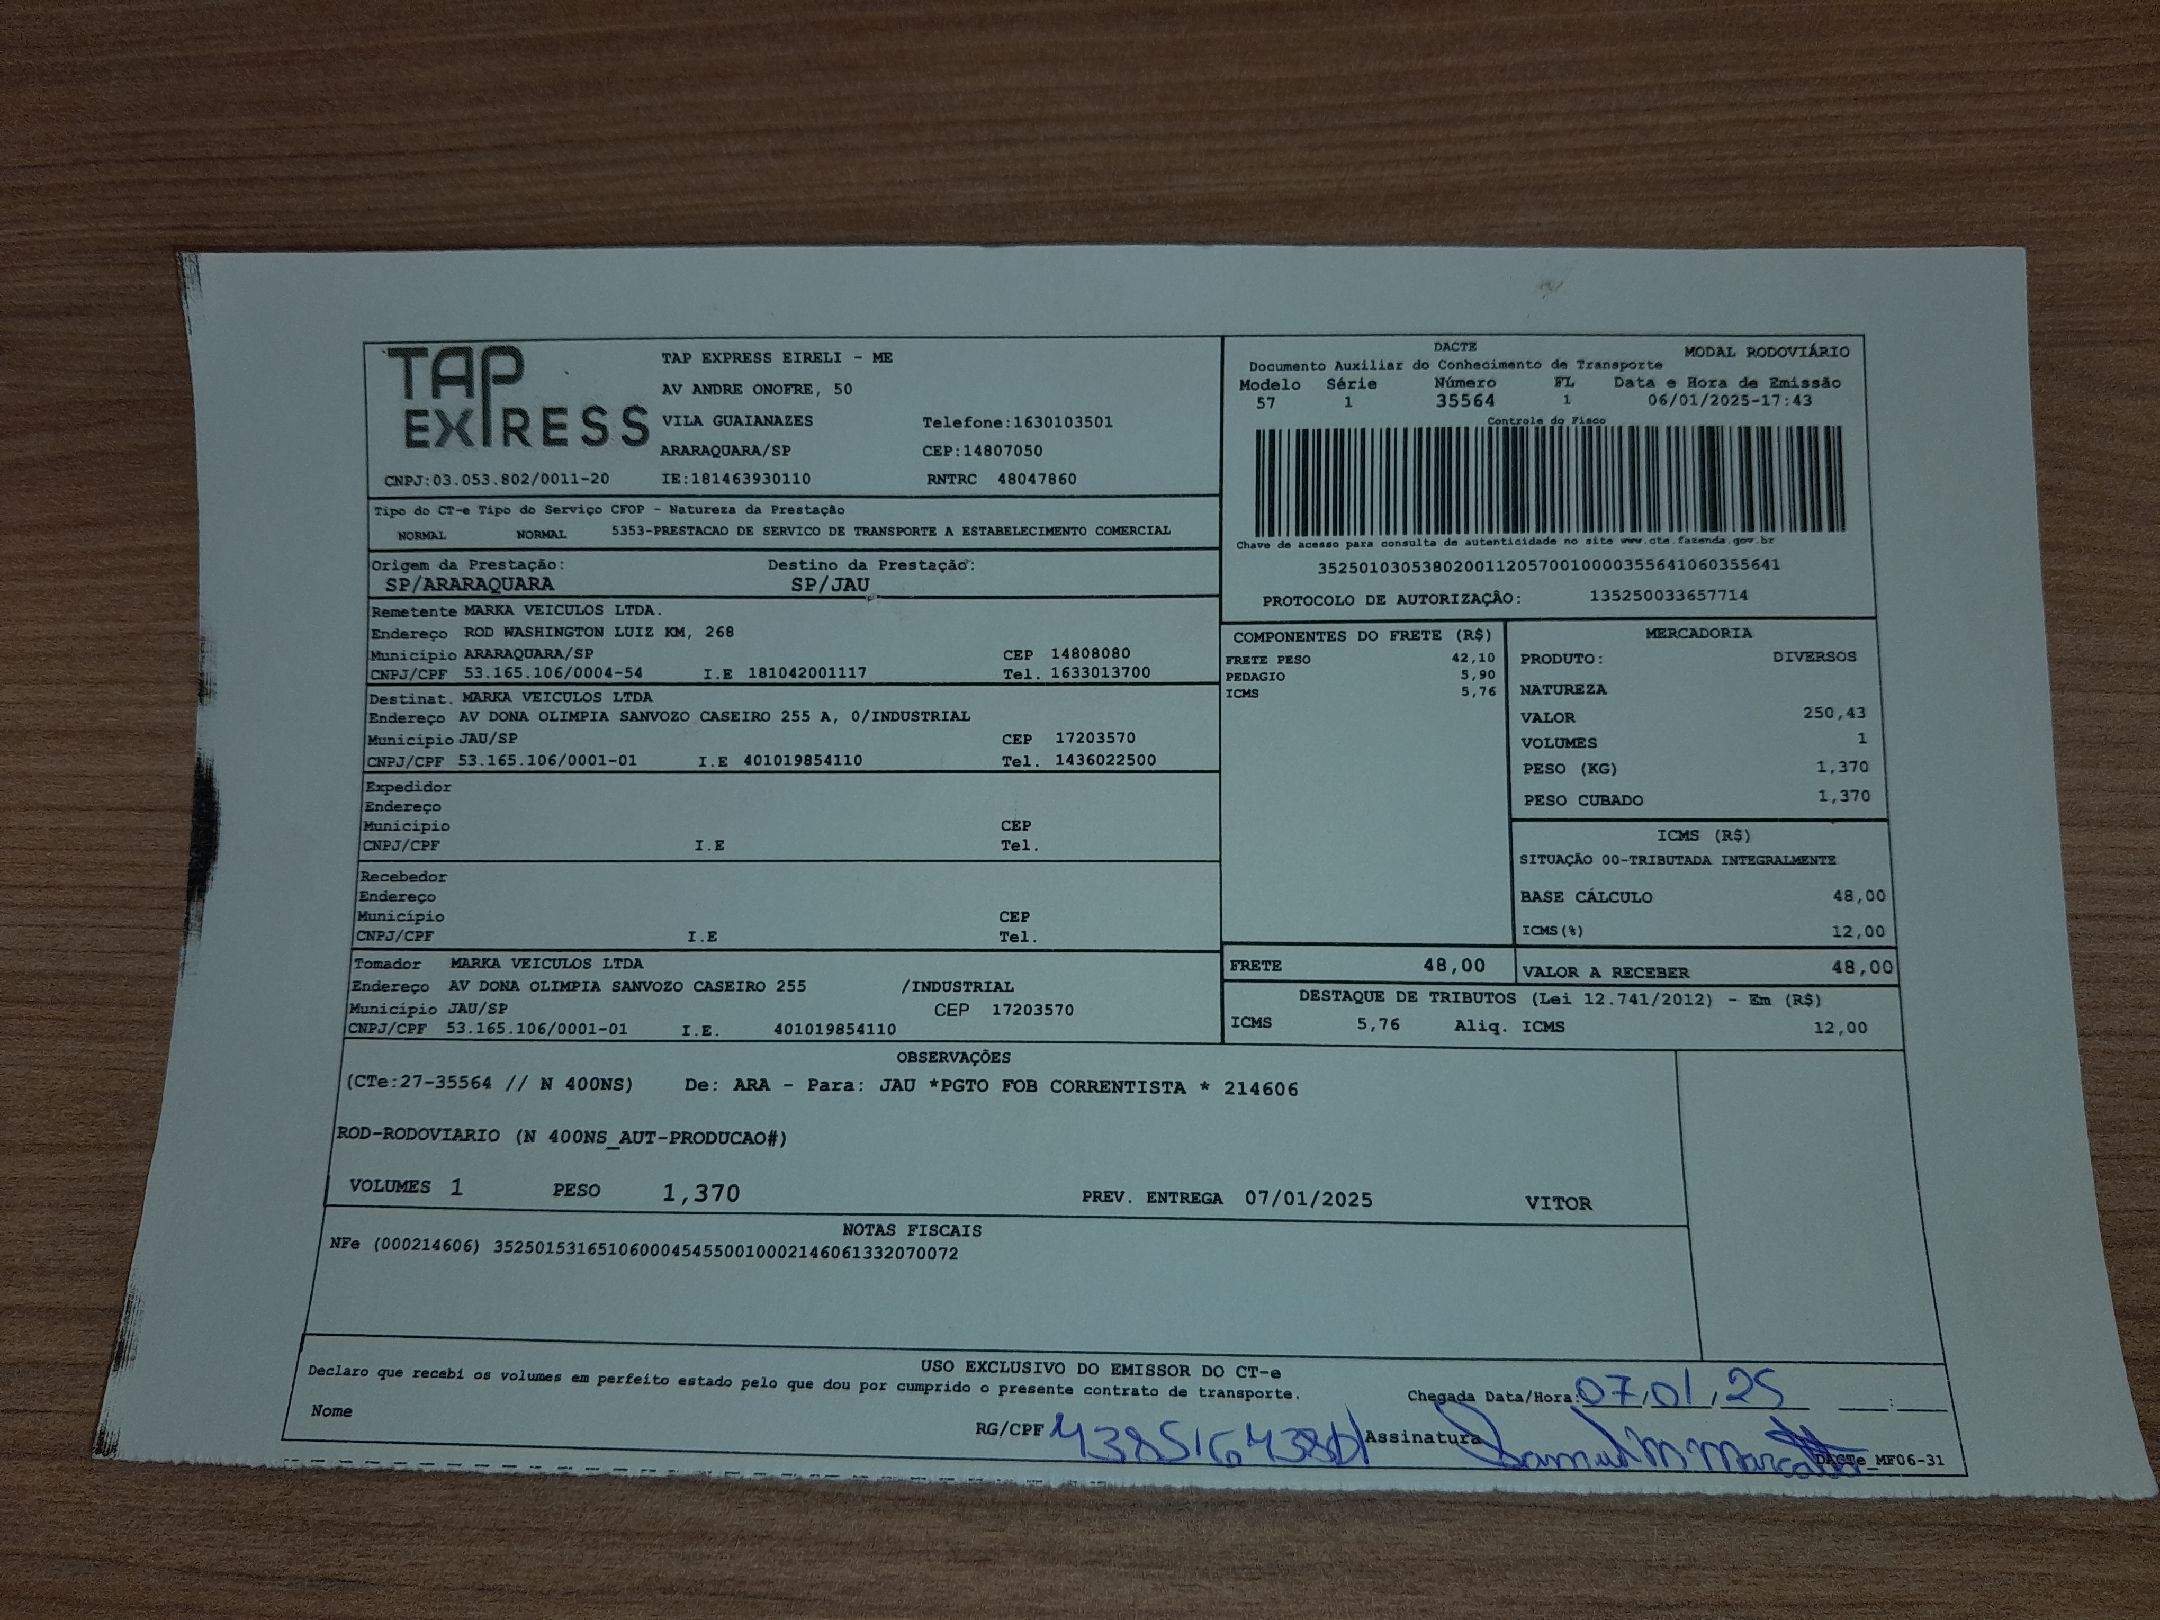 TAP EXPRESS
TAP EXPRESS EIRELI - ME
AV ANDRE ONOFRE, 50
VILA GUAIANAZES Telefone:1630103501
ARARAQUARA/SP CEP:14807050
CNPJ:03.053.802/0011-20 IE:181463930110 RNTRC 48047860
DACTE MODAL RODOVIÁRIO
Documento Auxiliar do Conhecimento de Transporte
Modelo Série Número FL Data e Hora de Emissão
57 1 35564 1 06/01/2025-17:43
Controle do Fisco
Chave de acesso para consulta de autenticidade no site www.cte.fazenda.gov.br
35250103053802001120570010000355641060355641
PROTOCOLO DE AUTORIZAÇÃO: 135250033657714
Tipo do CT-e Tipo do Serviço CFOP - Natureza da Prestação
NORMAL NORMAL 5353-PRESTACAO DE SERVICO DE TRANSPORTE A ESTABELECIMENTO COMERCIAL
Origem da Prestação: Destino da Prestação:
SP/ARARAQUARA SP/JAU
Remetente MARKA VEICULOS LTDA.
Endereço ROD WASHINGTON LUIZ KM, 268
Município ARARAQUARA/SP CEP 14808080
CNPJ/CPF 53.165.106/0004-54 I.E 181042001117 Tel. 1633013700
Destinat. MARKA VEICULOS LTDA
Endereço AV DONA OLIMPIA SANVOZO CASEIRO 255 A, 0/INDUSTRIAL
Município JAU/SP CEP 17203570
CNPJ/CPF 53.165.106/0001-01 I.E 401019854110 Tel. 1436022500
Expedidor
Endereço
Município CEP
CNPJ/CPF I.E Tel.
Recebedor
Endereço
Município CEP
CNPJ/CPF I.E Tel.
Tomador MARKA VEICULOS LTDA
Endereço AV DONA OLIMPIA SANVOZO CASEIRO 255 /INDUSTRIAL
Município JAU/SP CEP 17203570
CNPJ/CPF 53.165.106/0001-01 I.E. 401019854110
COMPONENTES DO FRETE (R$)
FRETE PESO 42,10
PEDAGIO 5,90
ICMS 5,76
MERCADORIA
PRODUTO: DIVERSOS
NATUREZA
VALOR 250,43
VOLUMES 1
PESO (KG) 1,370
PESO CUBADO 1,370
ICMS (R$)
SITUAÇÃO 00-TRIBUTADA INTEGRALMENTE
BASE CÁLCULO 48,00
ICMS(%) 12,00
FRETE 48,00 VALOR A RECEBER 48,00
DESTAQUE DE TRIBUTOS (Lei 12.741/2012) - Em (R$)
ICMS 5,76 Aliq. ICMS 12,00
OBSERVAÇÕES
(CTe:27-35564 // N 400NS) De: ARA - Para: JAU *PGTO FOB CORRENTISTA * 214606
ROD-RODOVIARIO (N 400NS_AUT-PRODUCAO#)
VOLUMES 1 PESO 1,370 PREV. ENTREGA 07/01/2025 VITOR
NOTAS FISCAIS
NFe (000214606) 35250153165106000454550010002146061332070072
USO EXCLUSIVO DO EMISSOR DO CT-e
Declaro que recebi os volumes em perfeito estado pelo que dou por cumprido o presente contrato de transporte.
Chegada Data/Hora: 07/01/25 __:__
Nome RG/CPF Assinatura
DACTe_MF06-31